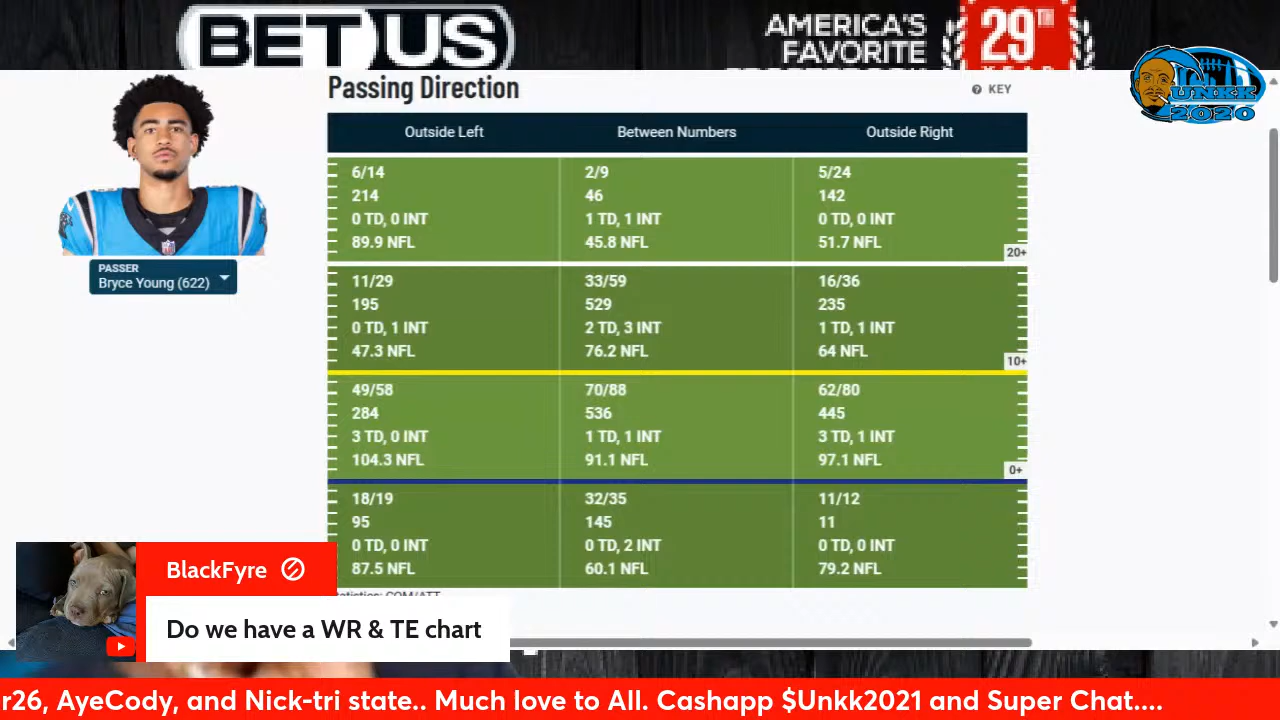 BET US
AMERICA'S
FAVORITE
29TH
UNKK
2020
Passing Direction
KEY
Outside Left
Between Numbers
Outside Right
6/14
2/9
5/24
214
46
142
0 TD, 0 INT
1 TD, 1 INT
0 TD, 0 INT
89.9 NFL
45.8 NFL
51.7 NFL
20+
PASSER
Bryce Young (622)
11/29
33/59
16/36
195
529
235
0 TD, 1 INT
2 TD, 3 INT
1 TD, 1 INT
47.3 NFL
76.2 NFL
64 NFL
10+
49/58
70/88
62/80
284
536
445
3 TD, 0 INT
1 TD, 1 INT
3 TD, 1 INT
104.3 NFL
91.1 NFL
97.1 NFL
0+
18/19
32/35
11/12
95
145
11
0 TD, 0 INT
0 TD, 2 INT
0 TD, 0 INT
87.5 NFL
60.1 NFL
79.2 NFL
BlackFyre
Do we have a WR & TE chart
r26, AyeCody, and Nick-tri state.. Much love to All. Cashapp $Unkk2021 and Super Chat....